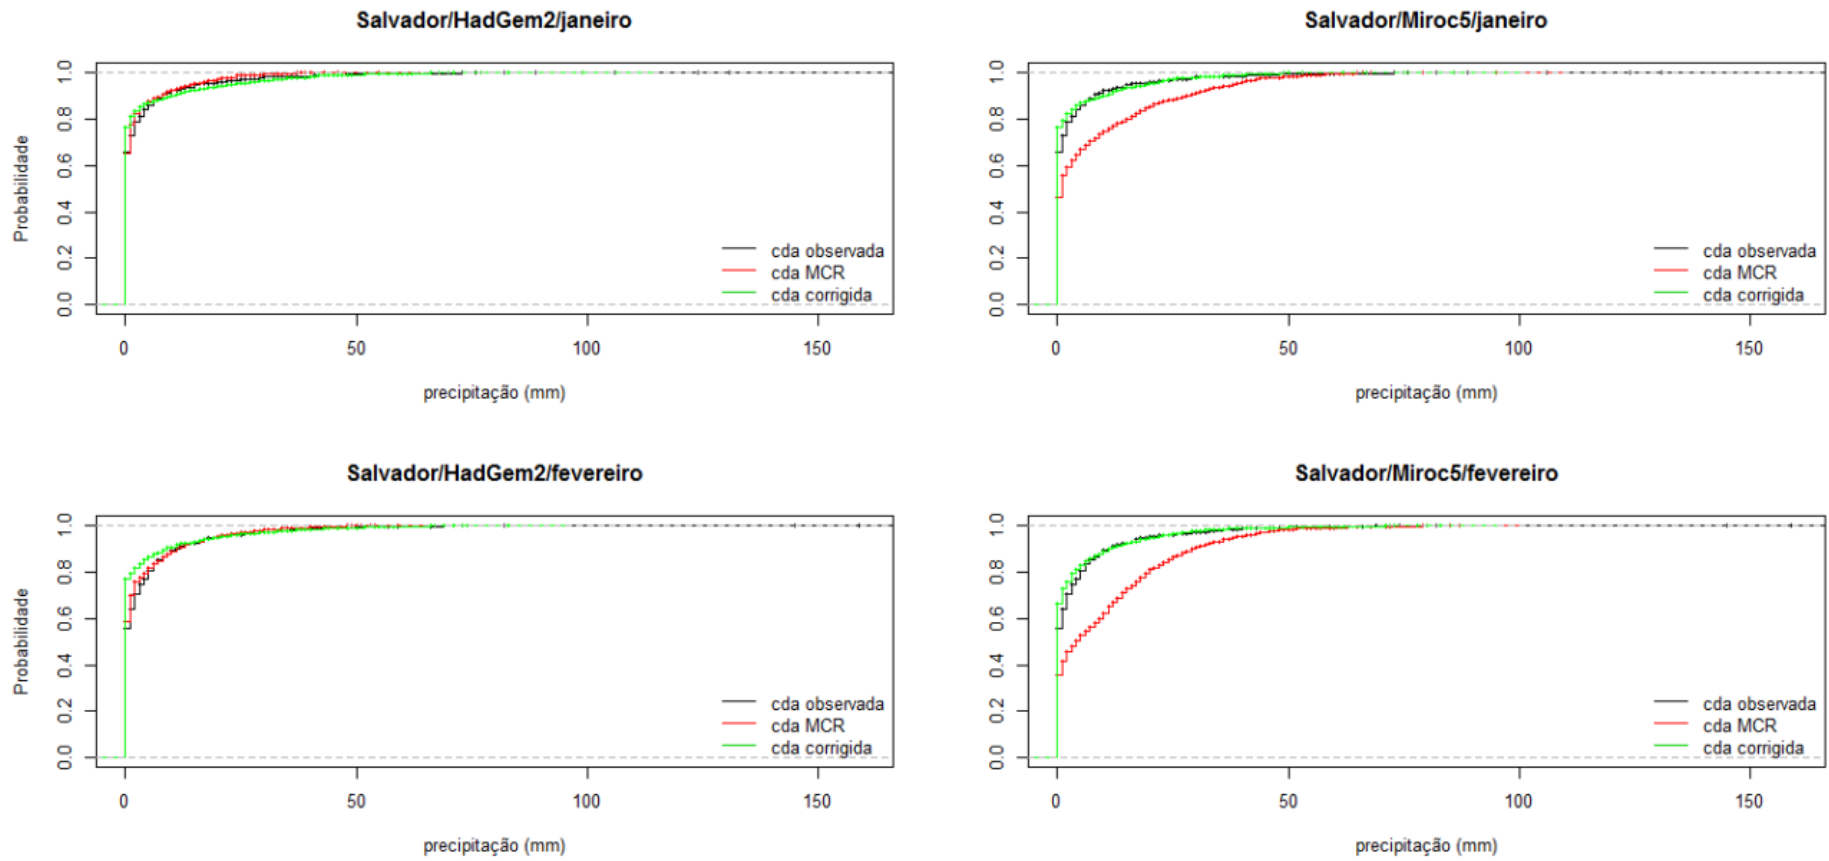 Salvador/HadGem2/janeiro
Probabilidade
1.0
0.8
0.6
0.4
0.2
0.0
cda observada
cda MCR
cda corrigida
0 50 100 150
precipitação (mm)
Salvador/Miroc5/janeiro
1.0
0.8
0.6
0.4
0.2
0.0
cda observada
cda MCR
cda corrigida
0 50 100 150
precipitação (mm)
Salvador/HadGem2/fevereiro
Probabilidade
1.0
0.8
0.6
0.4
0.2
0.0
cda observada
cda MCR
cda corrigida
0 50 100 150
precipitação (mm)
Salvador/Miroc5/fevereiro
1.0
0.8
0.6
0.4
0.2
0.0
cda observada
cda MCR
cda corrigida
0 50 100 150
precipitação (mm)